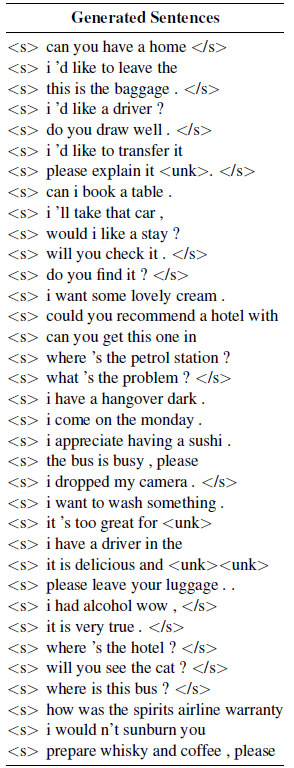 Generated Sentences
<s> can you have a home </s>
<s> i 'd like to leave the
<s> this is the baggage . </s>
<s> i 'd like a driver ?
<s> do you draw well . </s>
<s> i 'd like to transfer it
<s> please explain it <unk>. </s>
<s> can i book a table .
<s> i 'll take that car ,
<s> would i like a stay ?
<s> will you check it . </s>
<s> do you find it ? </s>
<s> i want some lovely cream .
<s> could you recommend a hotel with
<s> can you get this one in
<s> where 's the petrol station ?
<s> what 's the problem ? </s>
<s> i have a hangover dark .
<s> i come on the monday .
<s> i appreciate having a sushi .
<s> the bus is busy , please
<s> i dropped my camera . </s>
<s> i want to wash something .
<s> it 's too great for <unk>
<s> i have a driver in the
<s> it is delicious and <unk><unk>
<s> please leave your luggage . .
<s> i had alcohol wow , </s>
<s> it is very true . </s>
<s> where 's the hotel ? </s>
<s> will you see the cat ? </s>
<s> where is this bus ? </s>
<s> how was the spirits airline warranty
<s> i would n't sunburn you
<s> prepare whisky and coffee , please